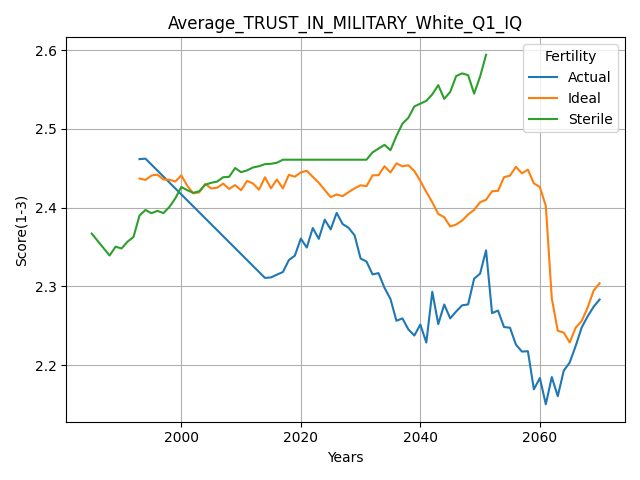 Average_TRUST_IN_MILITARY_White_Q1_IQ
Fertility
Actual
Ideal
Sterile
Score(1-3)
2.6
2.5
2.4
2.3
2.2
2000
2020
2040
2060
Years